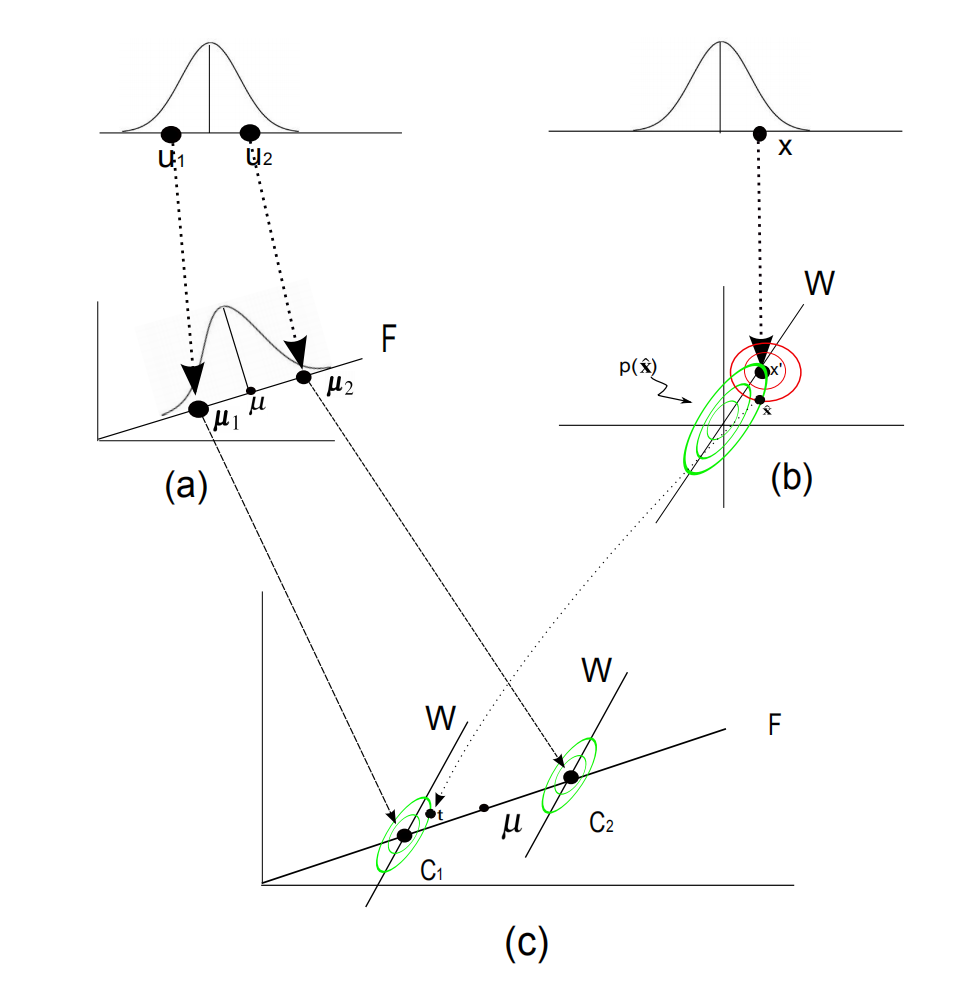 u1
u2
x
W
F
μ1
μ
μ2
p(x̂)
x'
x̂
(a)
(b)
W
W
F
t
μ
C2
C1
(c)